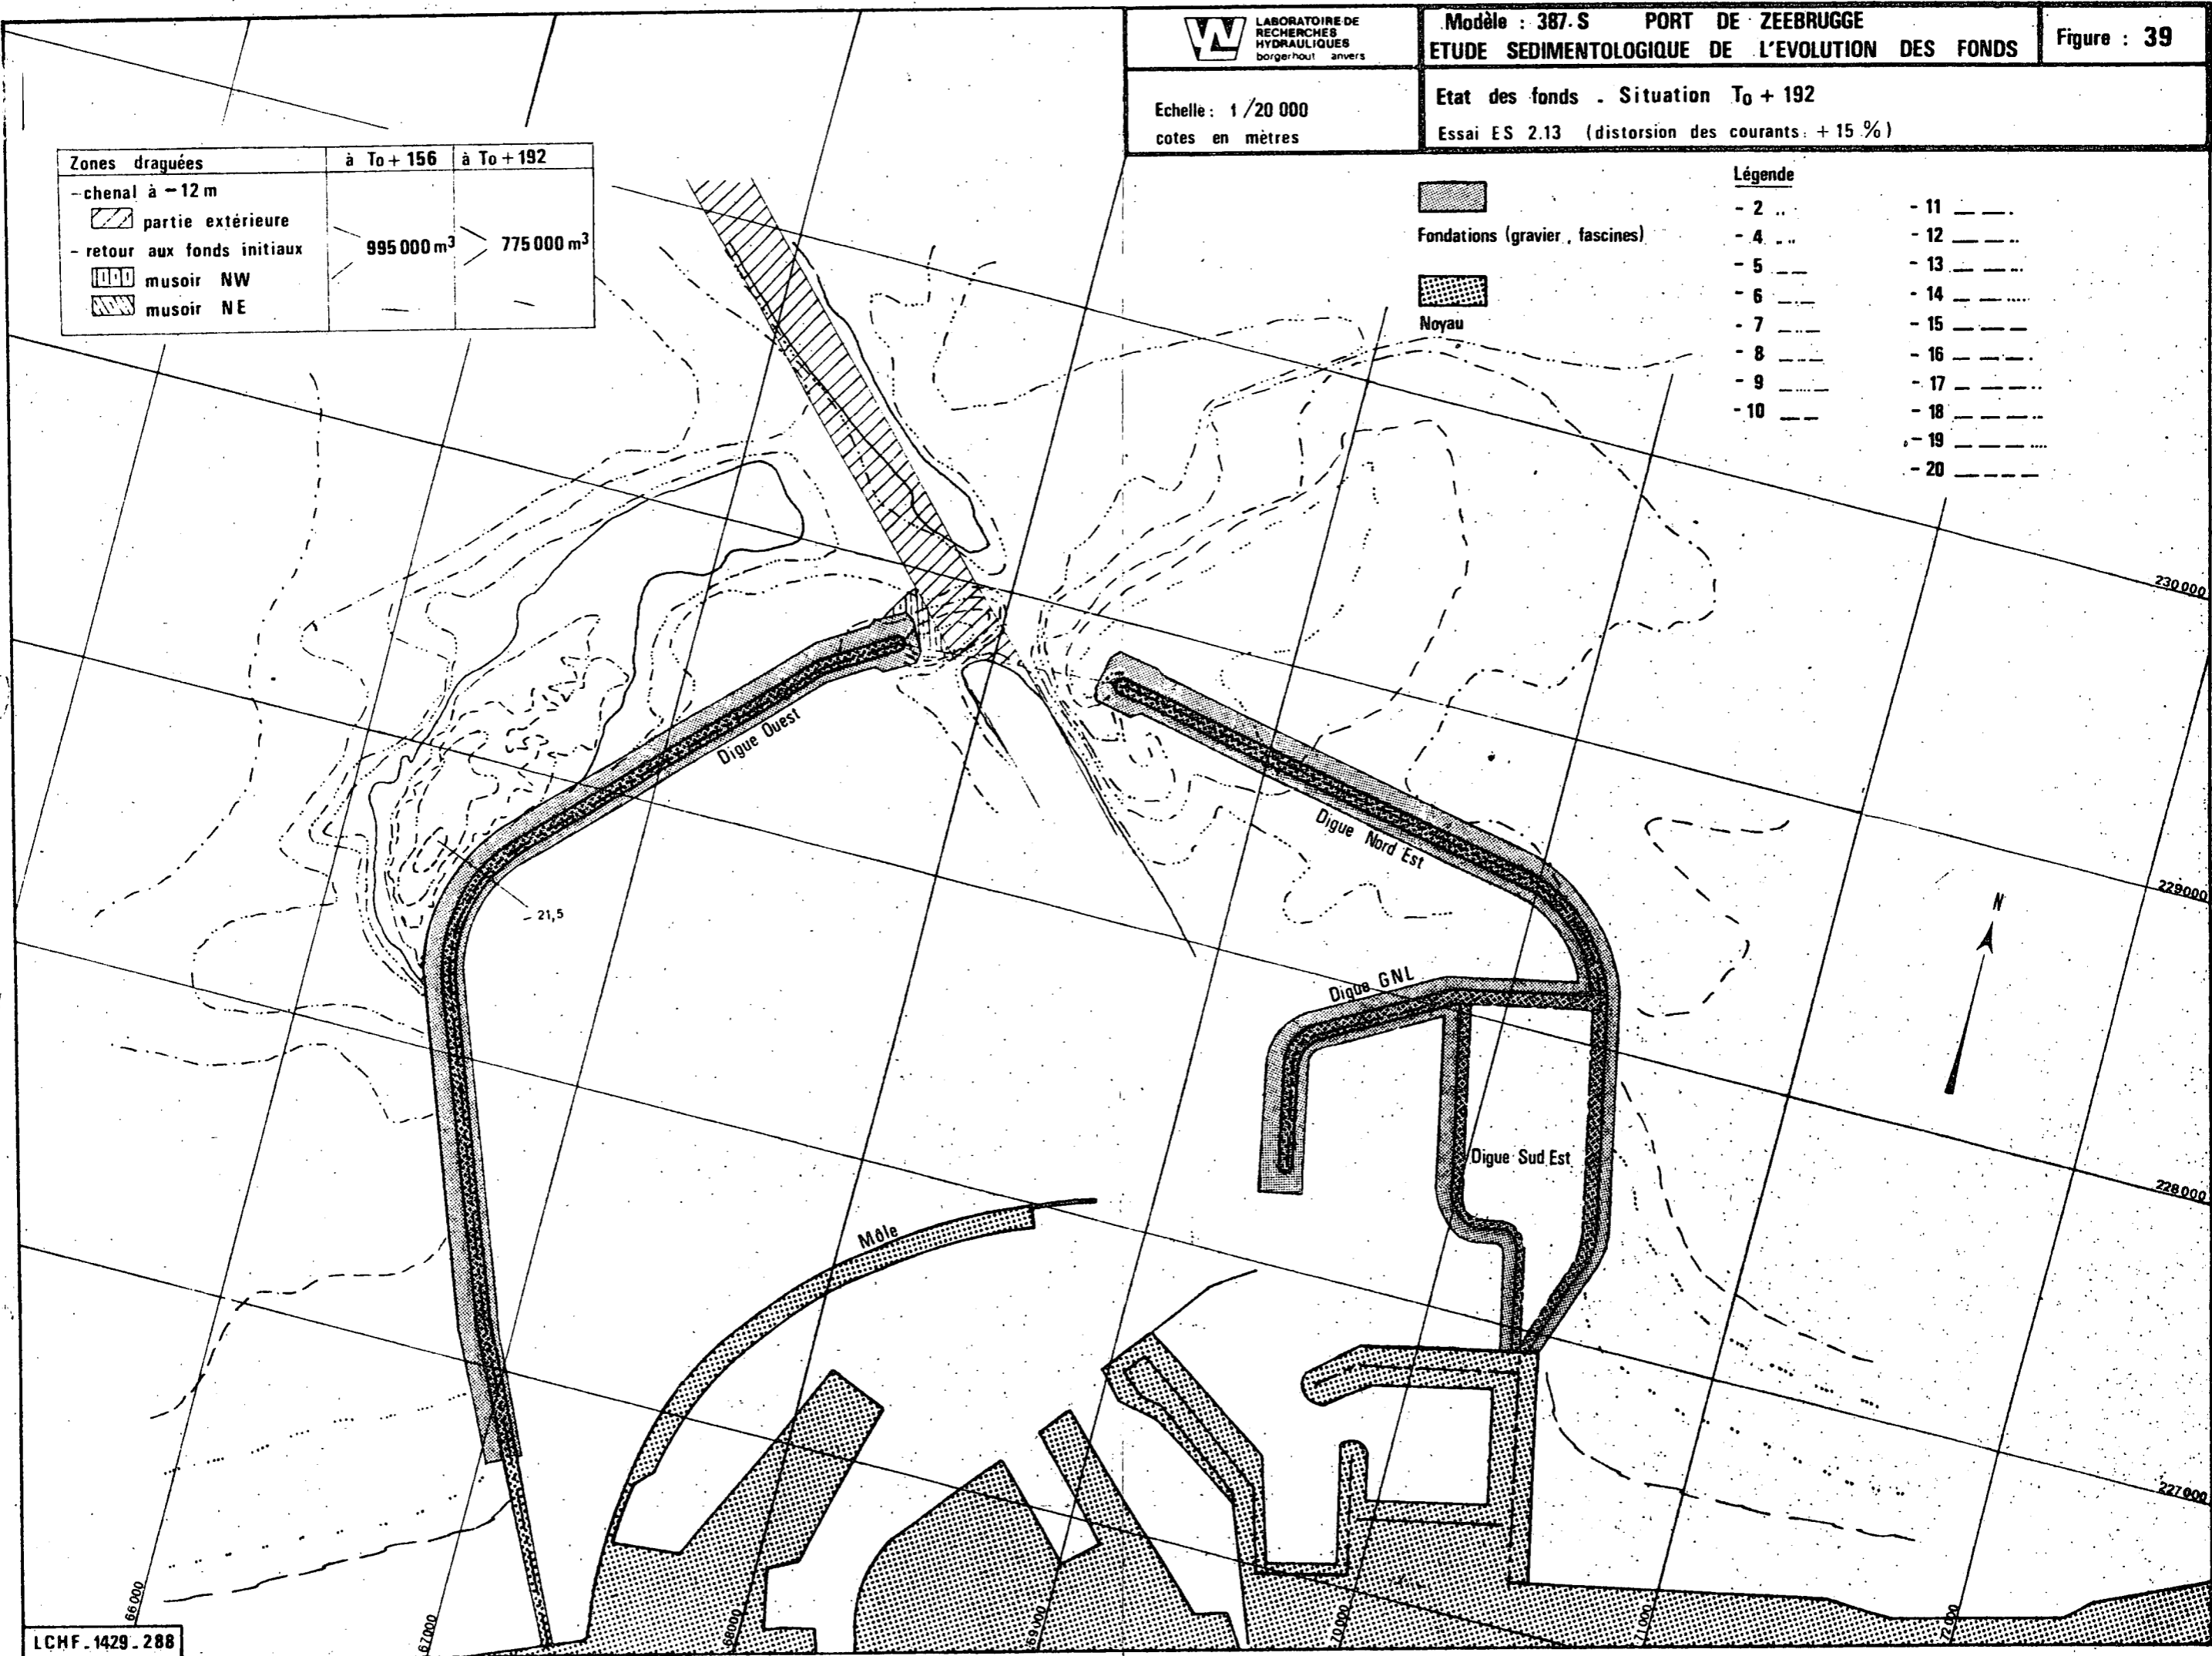 LABORATOIRE DE
RECHERCHES
HYDRAULIQUES
borgerhout anvers
Modèle : 387. S PORT DE ZEEBRUGGE
ETUDE SEDIMENTOLOGIQUE DE L'EVOLUTION DES FONDS
Figure : 39
Echelle : 1/20 000
cotes en mètres
Etat des fonds - Situation To + 192
Essai ES 2.13 (distorsion des courants : + 15 %)
Zones draguées à To + 156 à To + 192
- chenal à - 12 m
partie extérieure
- retour aux fonds initiaux 995 000 m3 775 000 m3
musoir NW
musoir NE
Fondations (gravier, fascines)
Noyau
Légende
- 2
- 4
- 5
- 6
- 7
- 8
- 9
- 10
- 11
- 12
- 13
- 14
- 15
- 16
- 17
- 18
- 19
- 20
230 000
Digue Ouest
Digue Nord Est
229 000
- 21,5
N
Digue GNL
Digue Sud Est
228 000
Môle
227 000
66 000
67 000
68 000
69 000
70 000
71 000
72 000
LCHF. 1429. 288